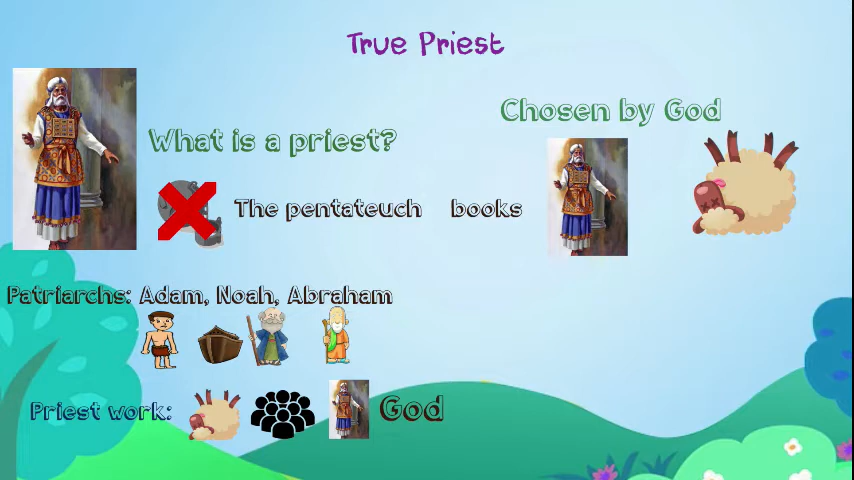 True Priest
Chosen by God
What is a priest?
The pentateuch books
Patriarchs: Adam, Noah, Abraham
Priest work: God